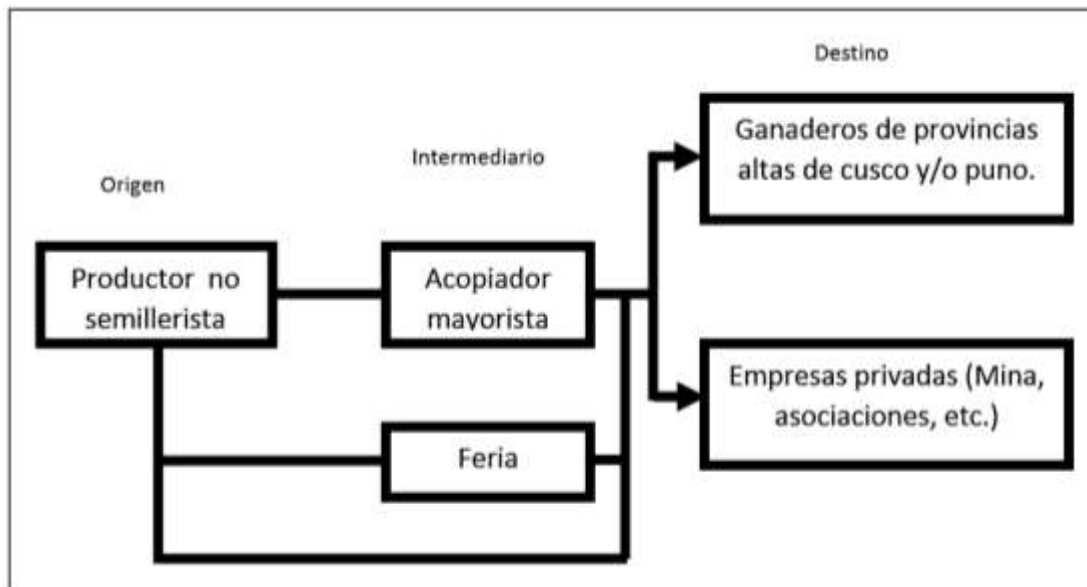 Destino
Ganaderos de provincias
altas de cusco y/o puno.
Intermediario
Origen
Productor no
semillerista
Acopiador
mayorista
Empresas privadas (Mina,
asociaciones, etc.)
Feria